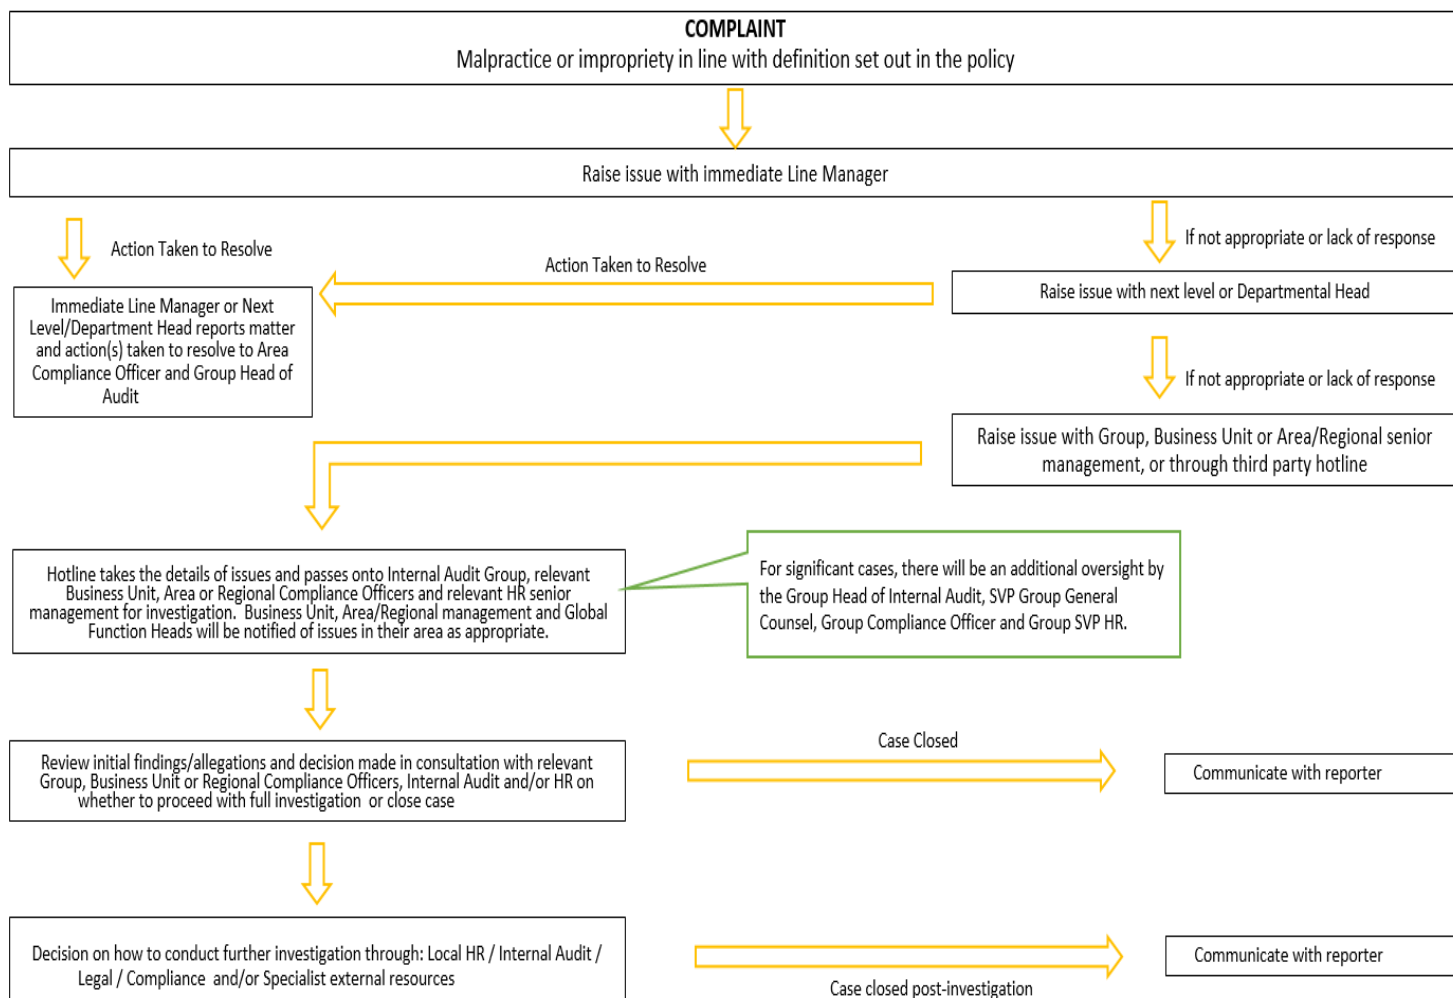 COMPLAINT
Malpractice or impropriety in line with definition set out in the policy
Raise issue with immediate Line Manager
Action Taken to Resolve
If not appropriate or lack of response
Action Taken to Resolve
Raise issue with next level or Departmental Head
Immediate Line Manager or Next
Level/Department Head reports matter
and action(s) taken to resolve to Area
Compliance Officer and Group Head of
Audit
If not appropriate or lack of response
Raise issue with Group, Business Unit or Area/Regional senior
management, or through third party hotline
Hotline takes the details of issues and passes onto Internal Audit Group, relevant
Business Unit, Area or Regional Compliance Officers and relevant HR senior
management for investigation. Business Unit, Area/Regional management and Global
Function Heads will be notified of issues in their area as appropriate.
For significant cases, there will be an additional oversight by
the Group Head of Internal Audit, SVP Group General
Counsel, Group Compliance Officer and Group SVP HR.
Review initial findings/allegations and decision made in consultation with relevant
Group, Business Unit or Regional Compliance Officers, Internal Audit and/or HR on
whether to proceed with full investigation or close case
Case Closed
Communicate with reporter
Decision on how to conduct further investigation through: Local HR / Internal Audit /
Legal / Compliance and/or Specialist external resources
Case closed post-investigation
Communicate with reporter